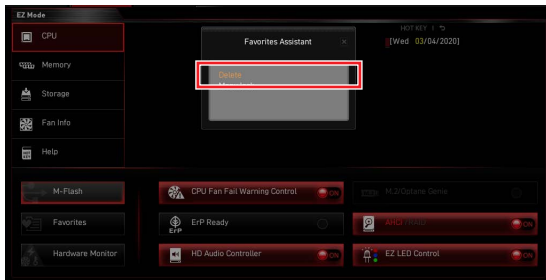 EZ Mode
HOT KEY |
CPU
Favorites Assistant
[Wed 03/04/2020]
Memory
Delete
Storage
Fan Info
Help
M-Flash
CPU Fan Fail Warning Control
ON
M.2/Optane Genie
Favorites
ErP
ErP Ready
AHCI / RAID
ON
Hardware Monitor
HD Audio Controller
ON
EZ LED Control
ON